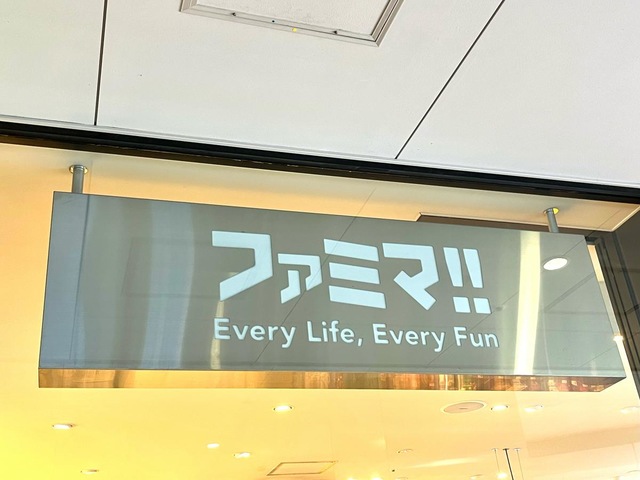 ファミマ!!
Every Life, Every Fun